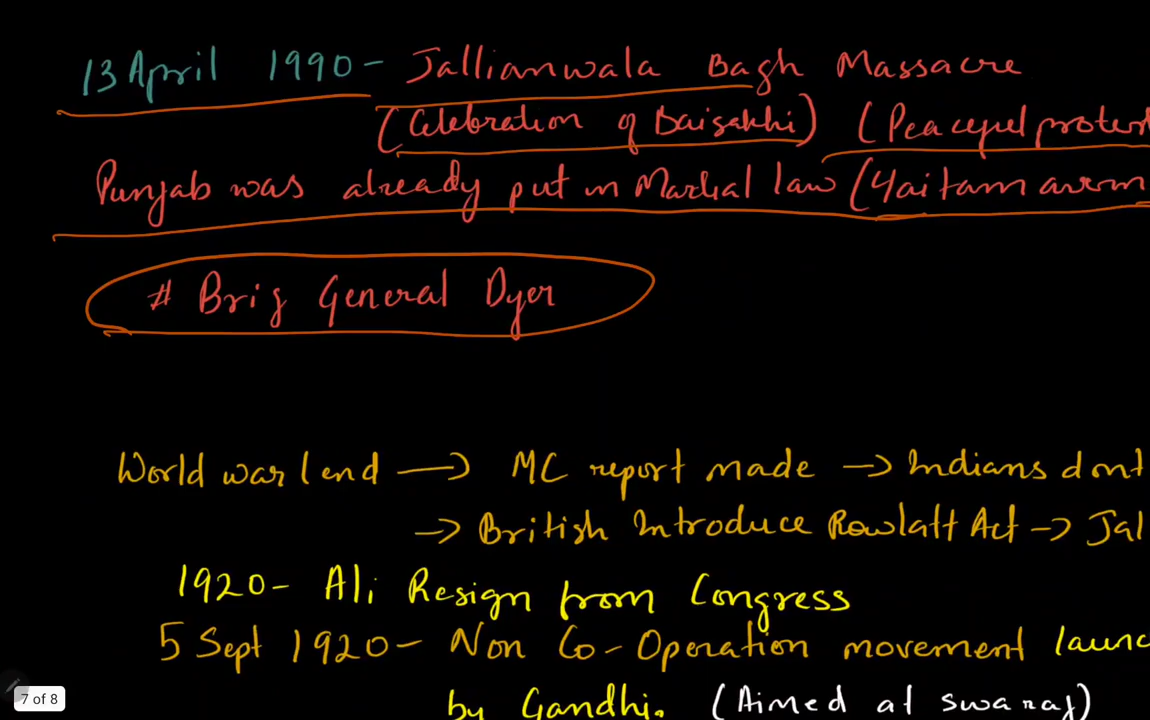 13 April 1990 - Jallianwala Bagh Massacre
(Celebration of Baisakhi) (Peaceful protest
Punjab was already put in Martial law
# Brig General Dyer
World war 1 end → MC report made → Indians dont
→ British Introduce Rowlatt Act → Jal
1920 - Ali Resign from Congress
5 Sept 1920 - Non Co-Operation movement launc
by Gandhi. (Aimed at swaraj)
7 of 8